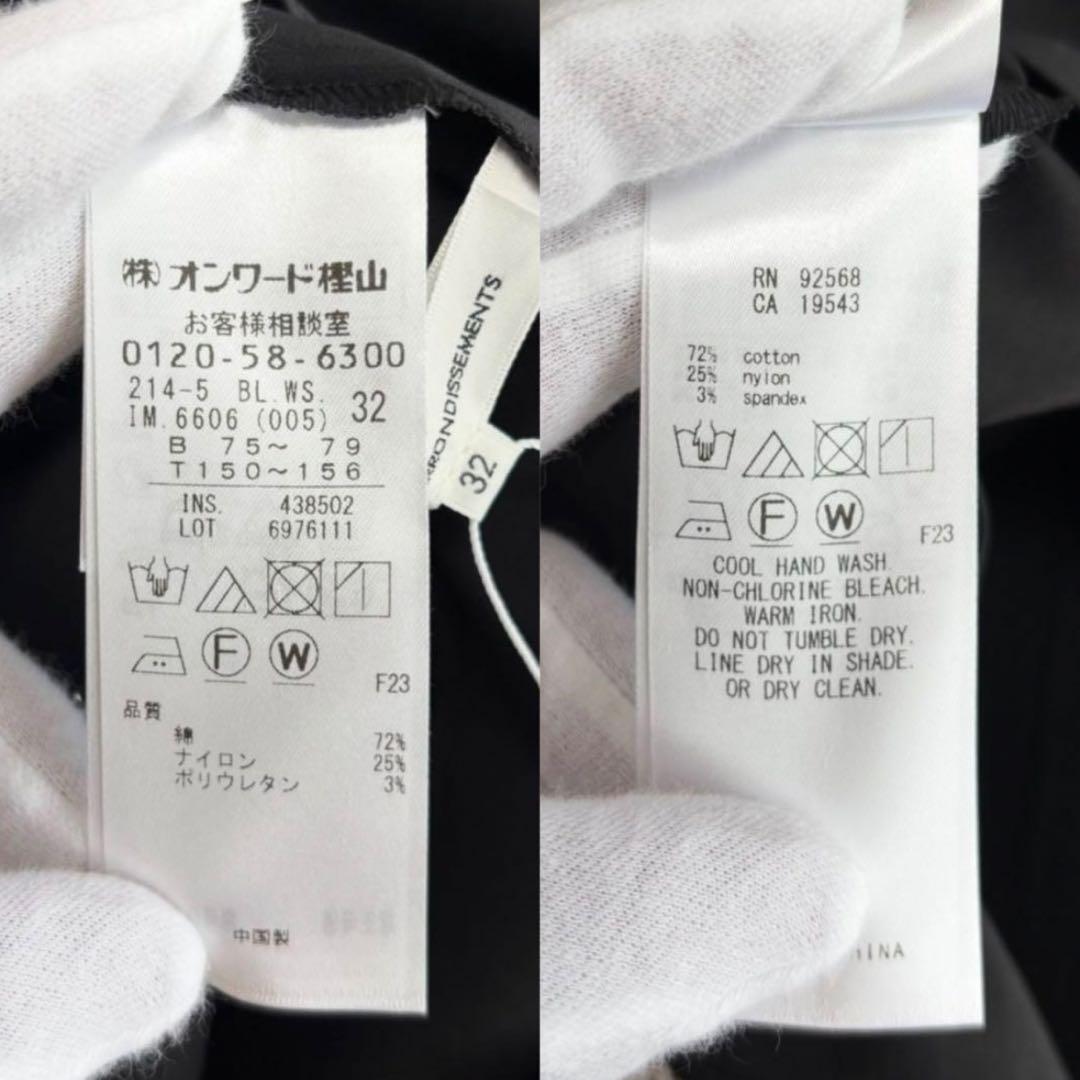 (株)オンワード樫山
お客様相談室
0120-58-6300
214-5 BL.WS. 32
IM.6606 (005)
B 75～ 79
T150～156
INS. 438502
LOT 6976111
F
W
F23
品質
綿 72%
ナイロン 25%
ポリウレタン 3%
中国製
RONDISSEMENTS
32
RN 92568
CA 19543
72% cotton
25% nylon
3% spandex
F
W
F23
COOL HAND WASH.
NON-CHLORINE BLEACH.
WARM IRON.
DO NOT TUMBLE DRY.
LINE DRY IN SHADE.
OR DRY CLEAN.
INA